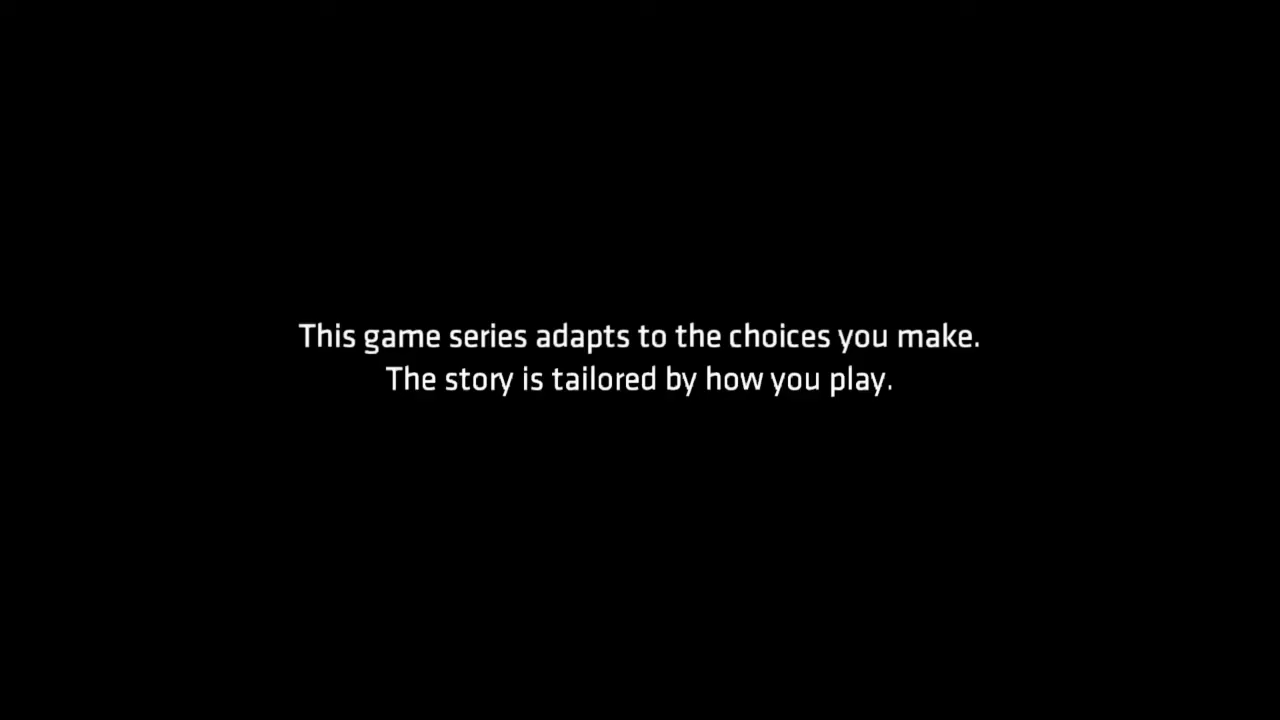 This game series adapts to the choices you make.
The story is tailored by how you play.